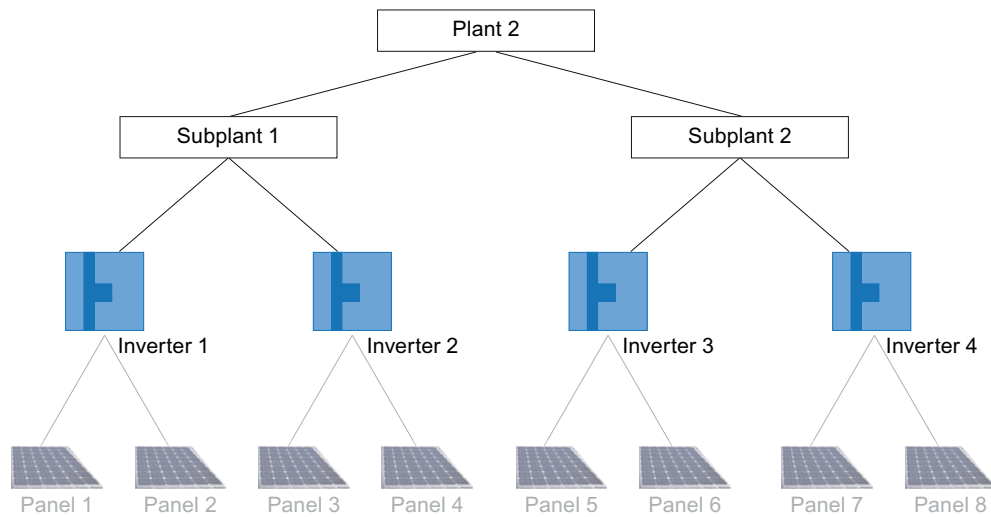 Plant 2
Subplant 1
Subplant 2
Inverter 1
Inverter 2
Inverter 3
Inverter 4
Panel 1
Panel 2
Panel 3
Panel 4
Panel 5
Panel 6
Panel 7
Panel 8